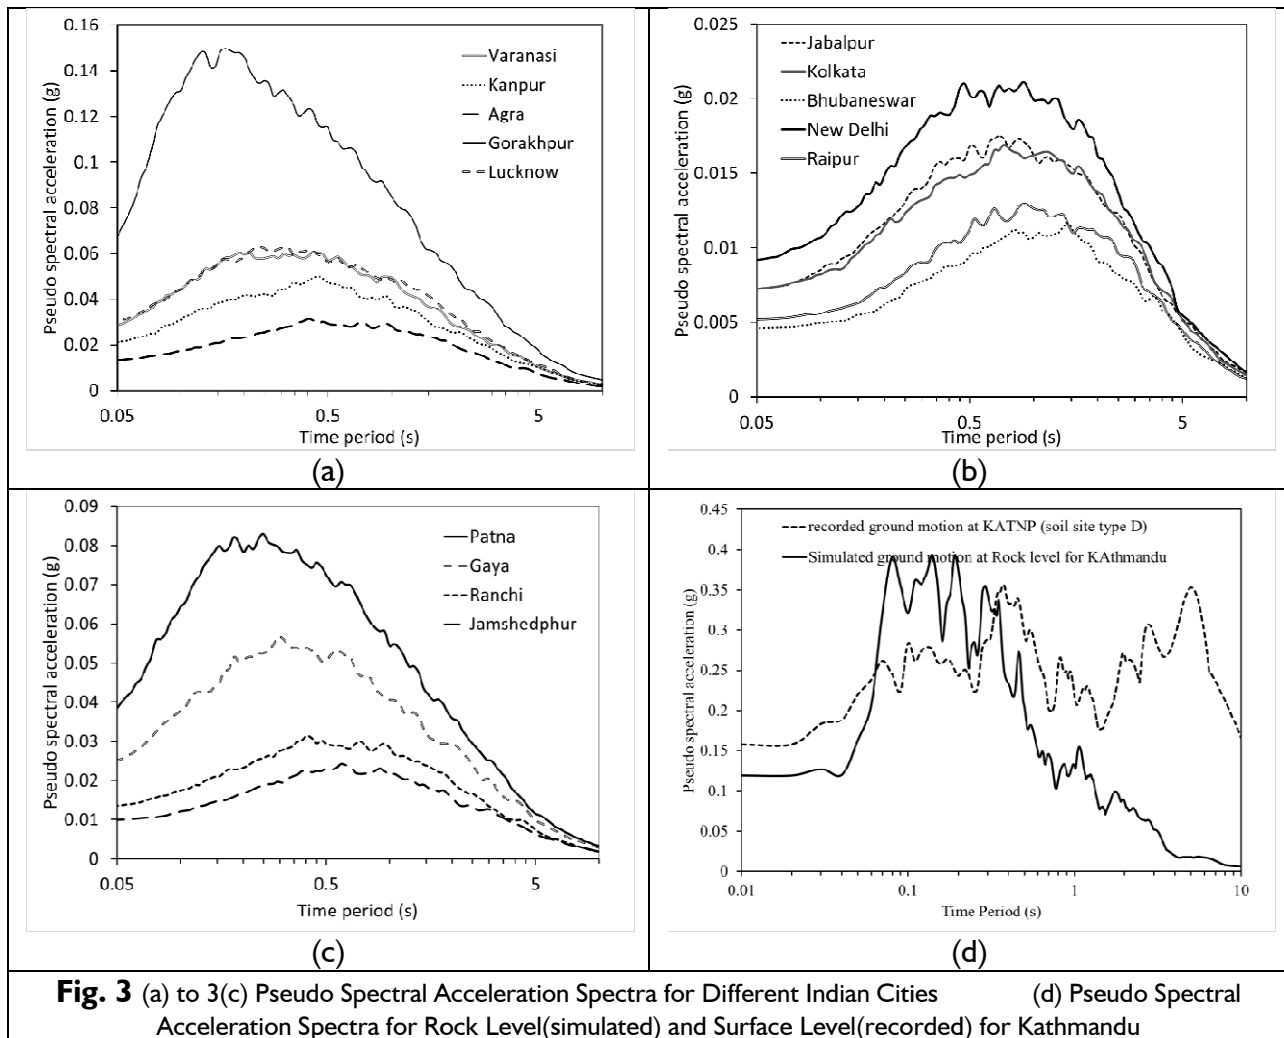 0.16
0.14
0.12
0.1
0.08
0.06
0.04
0.02
0
Pseudo spectral acceleration (g)
Varanasi
Kanpur
Agra
Gorakhpur
Lucknow
0.05
0.5
5
Time period (s)
(a)
0.025
0.02
0.015
0.01
0.005
0
Pseudo spectral acceleration (g)
Jabalpur
Kolkata
Bhubaneswar
New Delhi
Raipur
0.05
0.5
5
Time period (s)
(b)
0.09
0.08
0.07
0.06
0.05
0.04
0.03
0.02
0.01
0
Pseudo spectral acceleration (g)
Patna
Gaya
Ranchi
Jamshedphur
0.05
0.5
5
Time period (s)
(c)
0.45
0.4
0.35
0.3
0.25
0.2
0.15
0.1
0.05
0
Pseudo spectral acceleration (g)
recorded ground motion at KATNP (soil site type D)
Simulated ground motion at Rock level for KAthmandu
0.01
0.1
1
10
Time Period (s)
(d)
Fig. 3 (a) to 3(c) Pseudo Spectral Acceleration Spectra for Different Indian Cities (d) Pseudo Spectral
Acceleration Spectra for Rock Level(simulated) and Surface Level(recorded) for Kathmandu